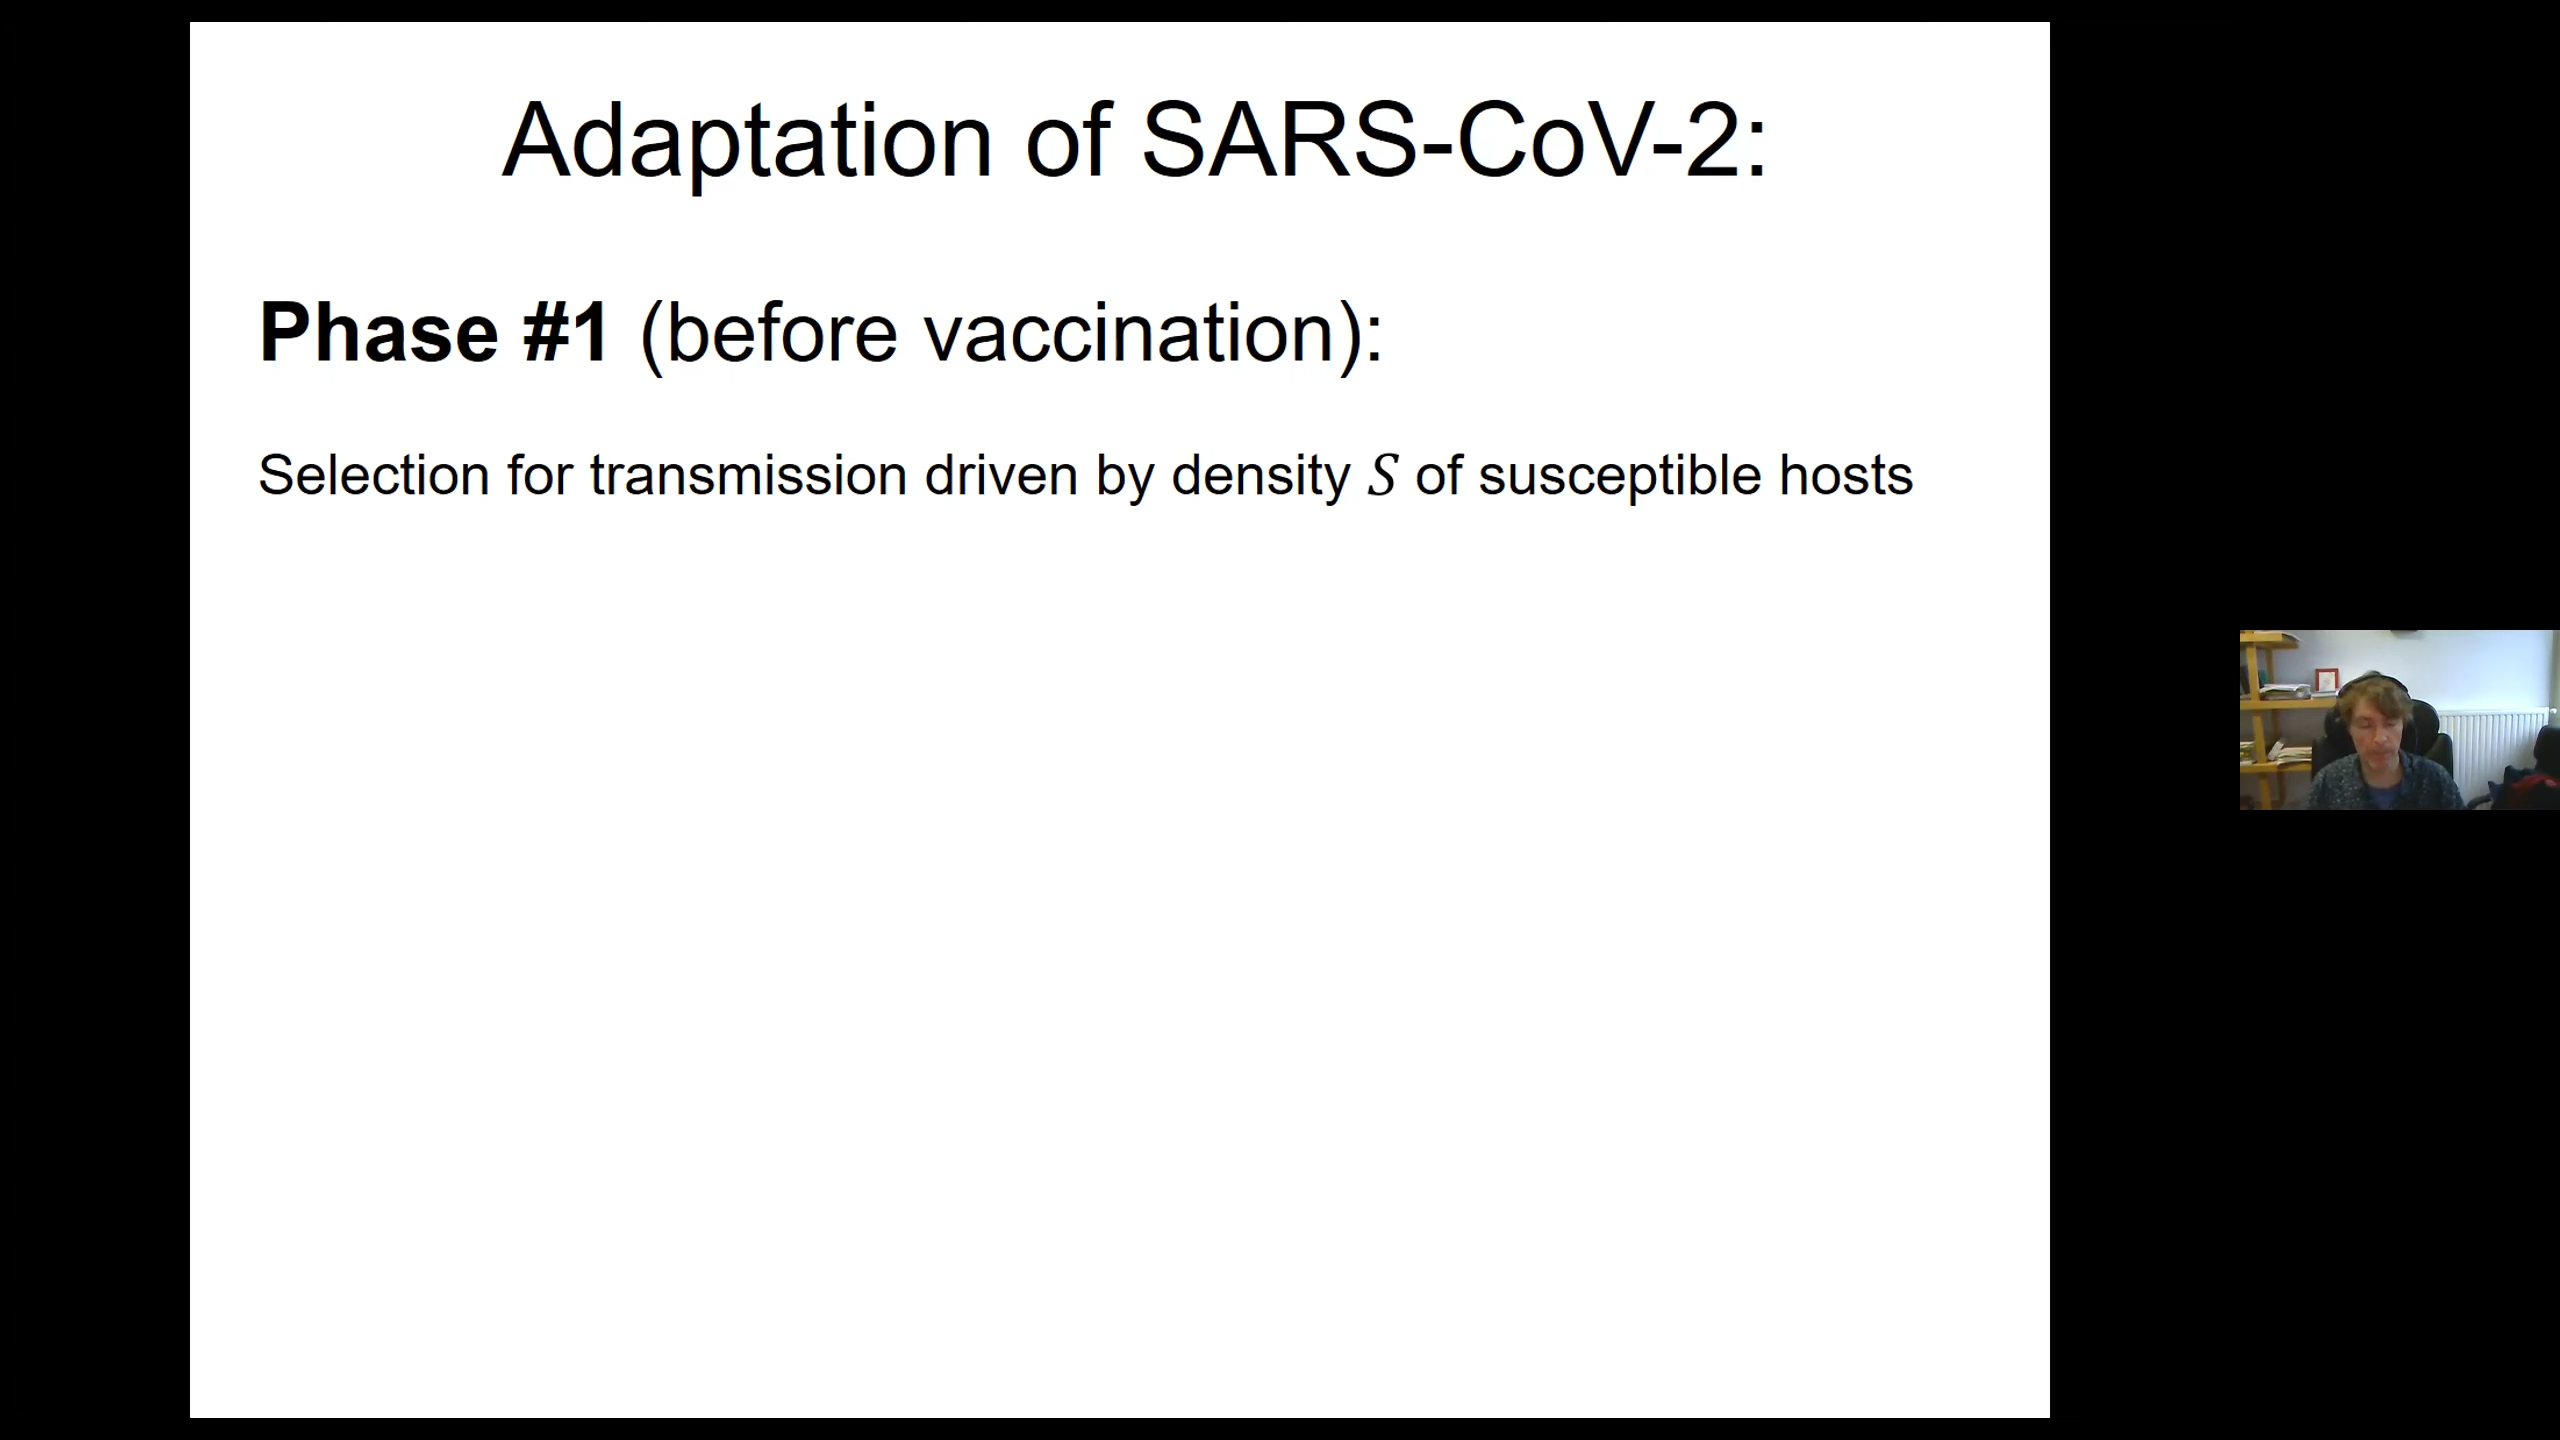 Adaptation of SARS-CoV-2:
Phase #1 (before vaccination):
Selection for transmission driven by density S of susceptible hosts